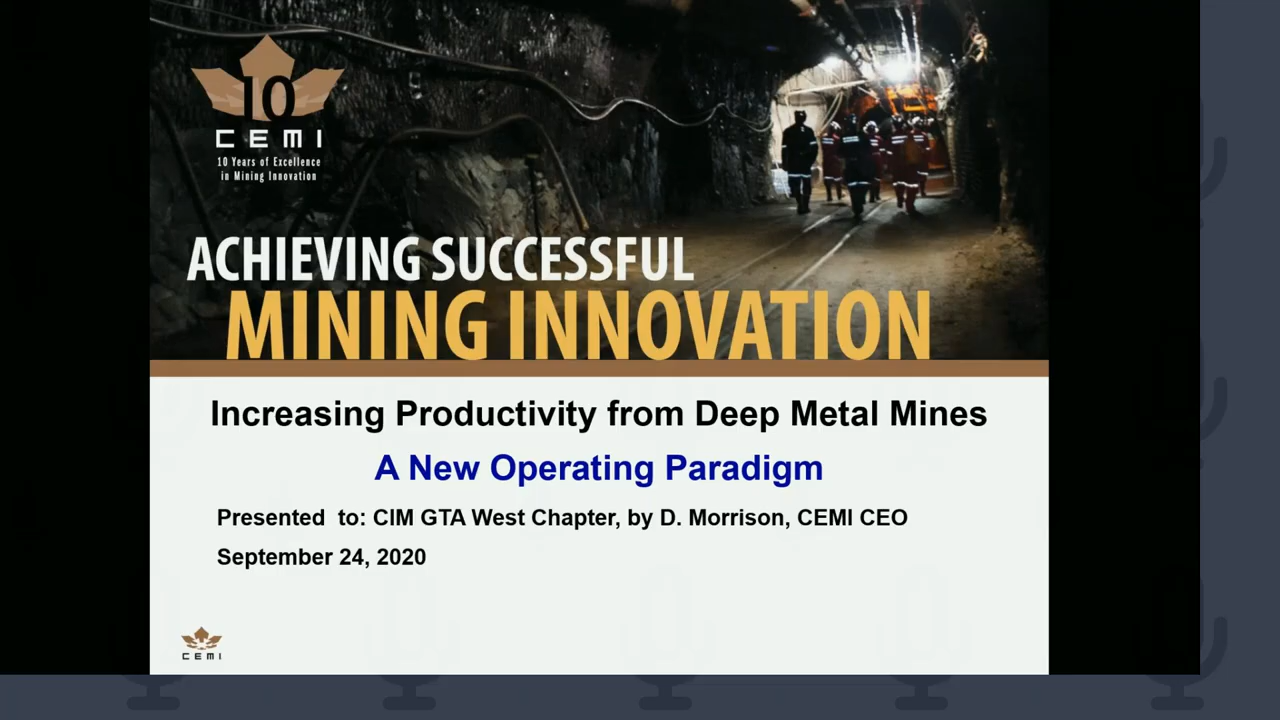 10
CEMI
10 Years of Excellence
in Mining Innovation
ACHIEVING SUCCESSFUL
MINING INNOVATION
Increasing Productivity from Deep Metal Mines
A New Operating Paradigm
Presented  to: CIM GTA West Chapter, by D. Morrison, CEMI CEO
September 24, 2020
CEMI